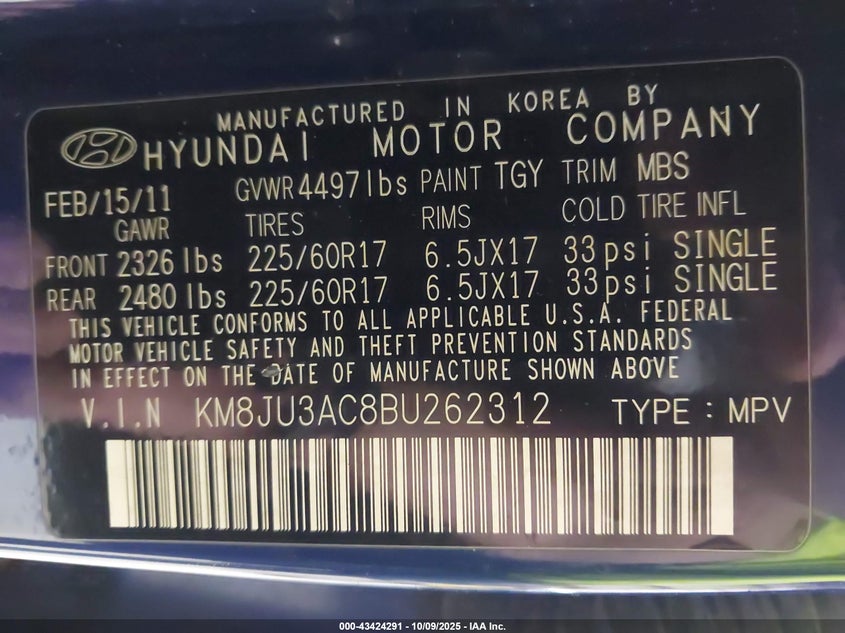 MANUFACTURED IN KOREA BY
HYUNDAI MOTOR COMPANY
FEB/15/11 GVWR 4497lbs PAINT TGY TRIM MBS
GAWR TIRES RIMS COLD TIRE INFL
FRONT 2326 lbs 225/60R17 6.5JX17 33psi SINGLE
REAR 2480 lbs 225/60R17 6.5JX17 33psi SINGLE
THIS VEHICLE CONFORMS TO ALL APPLICABLE U.S.A. FEDERAL
MOTOR VEHICLE SAFETY AND THEFT PREVENTION STANDARDS
IN EFFECT ON THE DATE OF MANUFACTURE SHOWN ABOVE
V.I.N KM8JU3AC8BU262312 TYPE : MPV
000-43424291 - 10/09/2025 - IAA Inc.